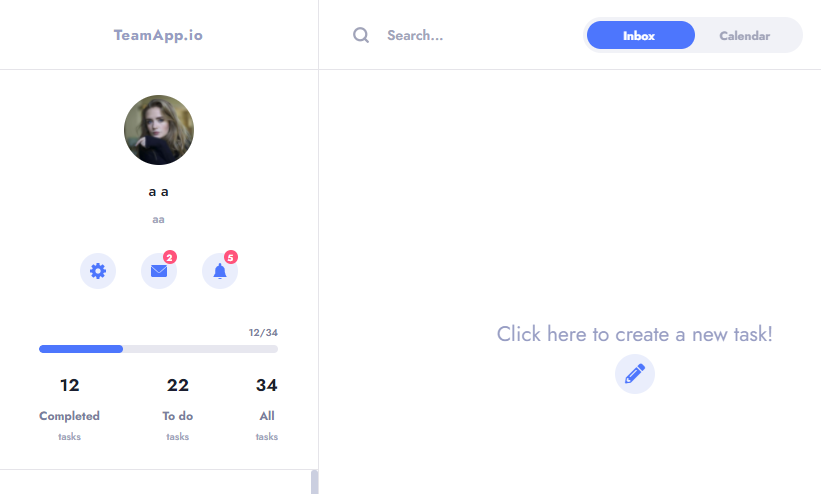 TeamApp.io
Search...
Inbox
Calendar
a a
aa
2
5
12/34
12
22
34
Completed
To do
All
tasks
tasks
tasks
Click here to create a new task!